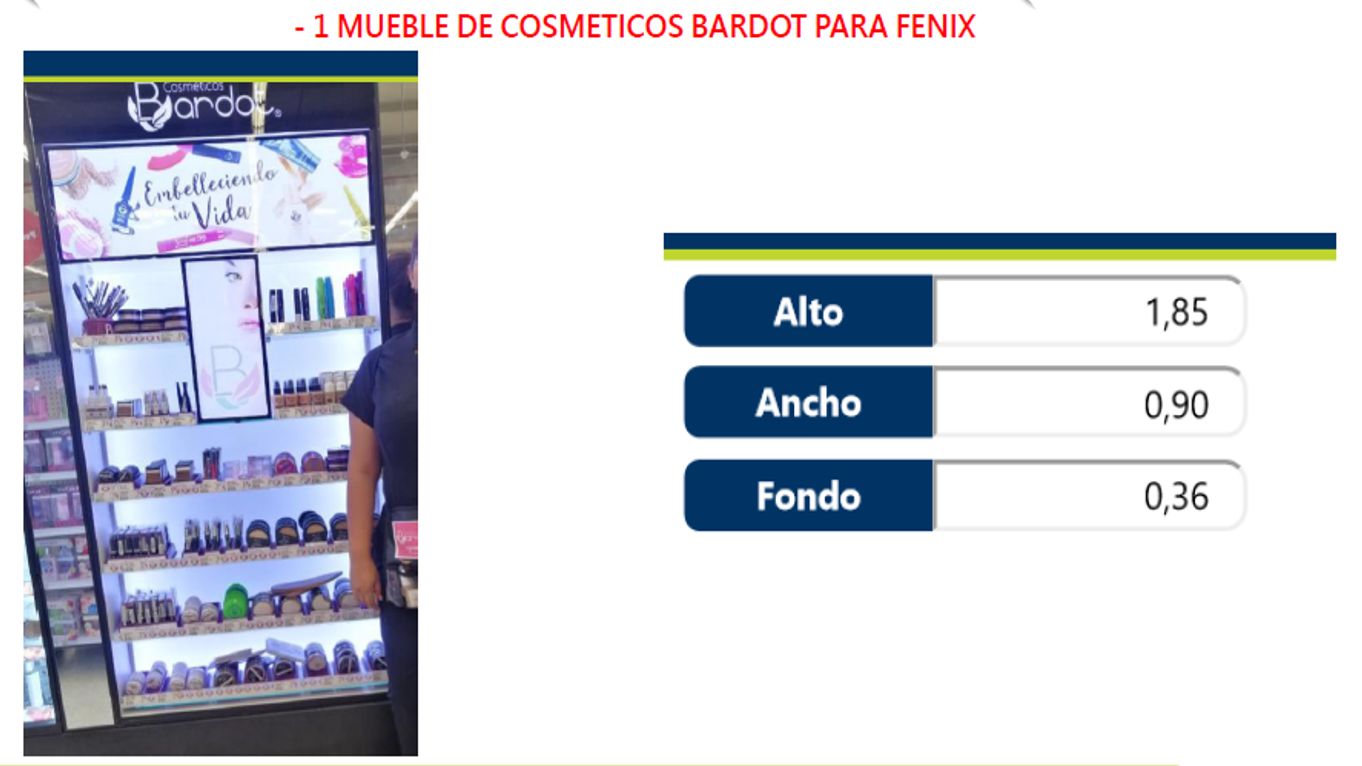 - 1 MUEBLE DE COSMETICOS BARDOT PARA FENIX
Cosméticos
Bardot®
Embelleciendo
tu Vida
B
Alto 1,85
Ancho 0,90
Fondo 0,36